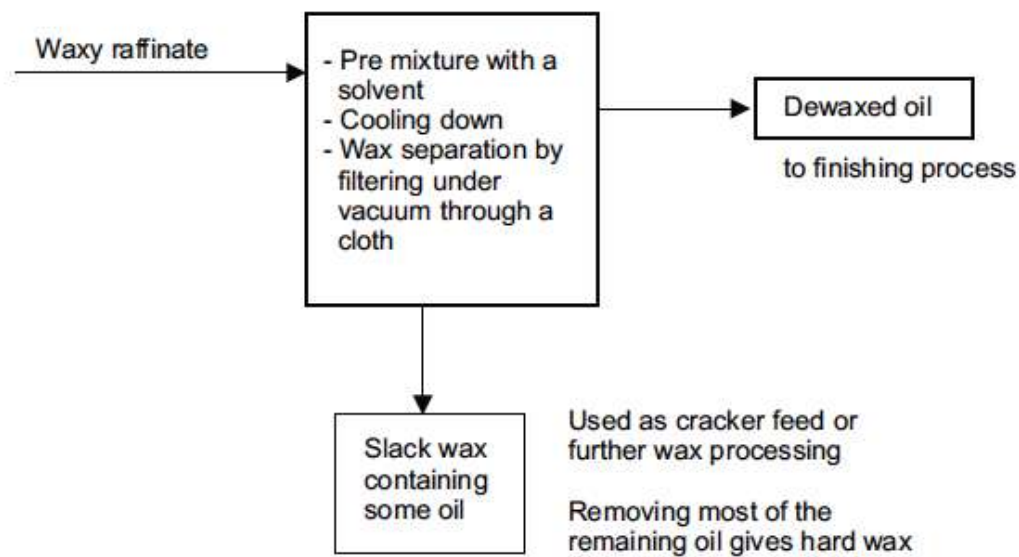 Waxy raffinate
- Pre mixture with a
solvent
- Cooling down
- Wax separation by
filtering under
vacuum through a
cloth
Dewaxed oil
to finishing process
Slack wax
containing
some oil
Used as cracker feed or
further wax processing
Removing most of the
remaining oil gives hard wax